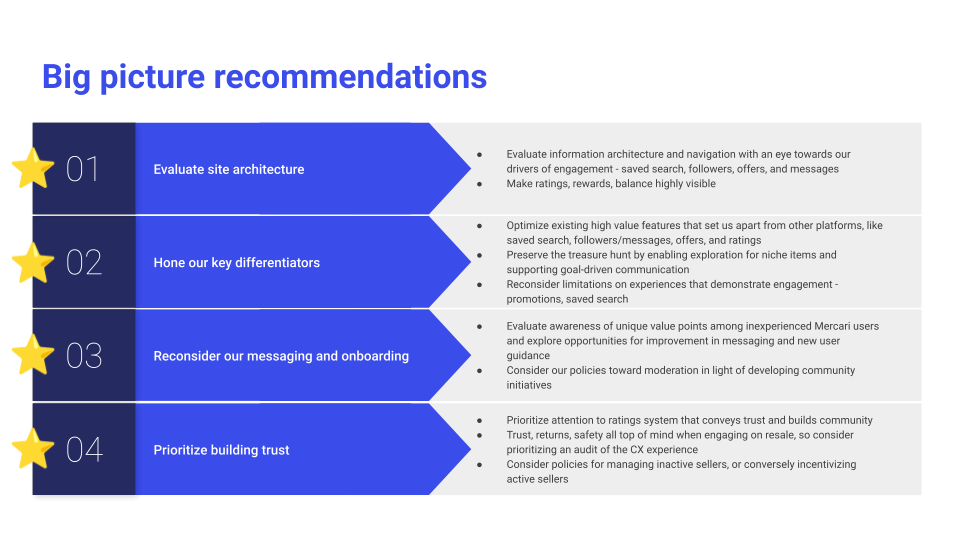 Big picture recommendations
01
Evaluate site architecture
● Evaluate information architecture and navigation with an eye towards our
drivers of engagement - saved search, followers, offers, and messages
● Make ratings, rewards, balance highly visible
02
Hone our key differentiators
● Optimize existing high value features that set us apart from other platforms, like
saved search, followers/messages, offers, and ratings
● Preserve the treasure hunt by enabling exploration for niche items and
supporting goal-driven communication
● Reconsider limitations on experiences that demonstrate engagement -
promotions, saved search
03
Reconsider our messaging and onboarding
● Evaluate awareness of unique value points among inexperienced Mercari users
and explore opportunities for improvement in messaging and new user
guidance
● Consider our policies toward moderation in light of developing community
initiatives
04
Prioritize building trust
● Prioritize attention to ratings system that conveys trust and builds community
● Trust, returns, safety all top of mind when engaging on resale, so consider
prioritizing an audit of the CX experience
● Consider policies for managing inactive sellers, or conversely incentivizing
active sellers